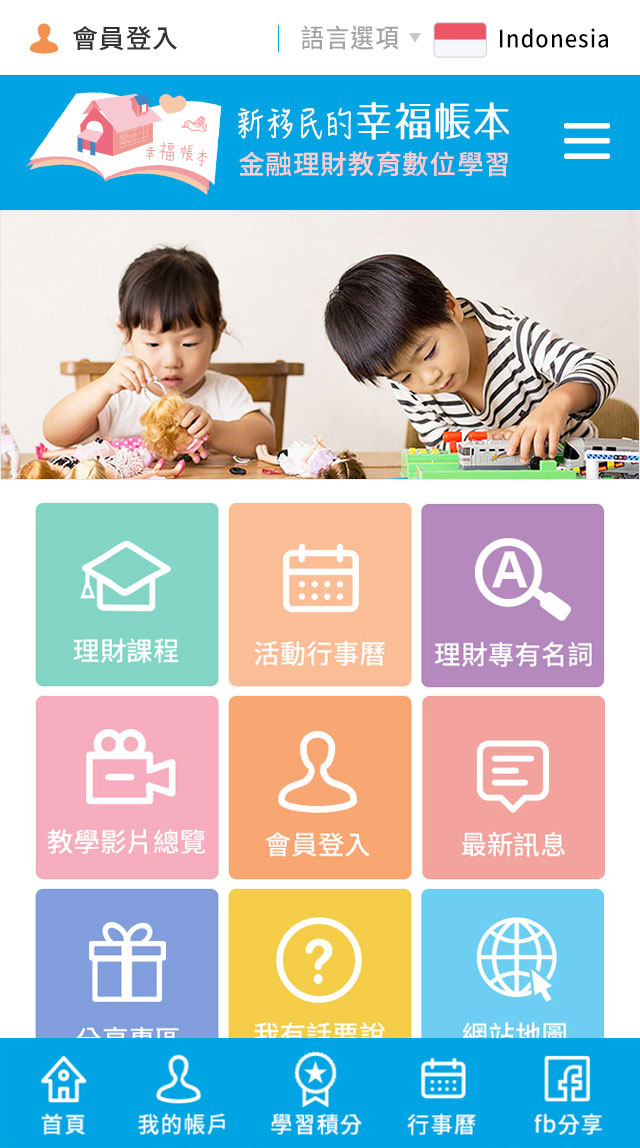 會員登入
語言選項 ▼ Indonesia
幸福帳本
新移民的幸福帳本
金融理財教育數位學習
理財課程
活動行事曆
理財專有名詞
教學影片總覽
會員登入
最新訊息
分享專區
我有話要說
網站地圖
首頁
我的帳戶
學習積分
行事曆
fb分享